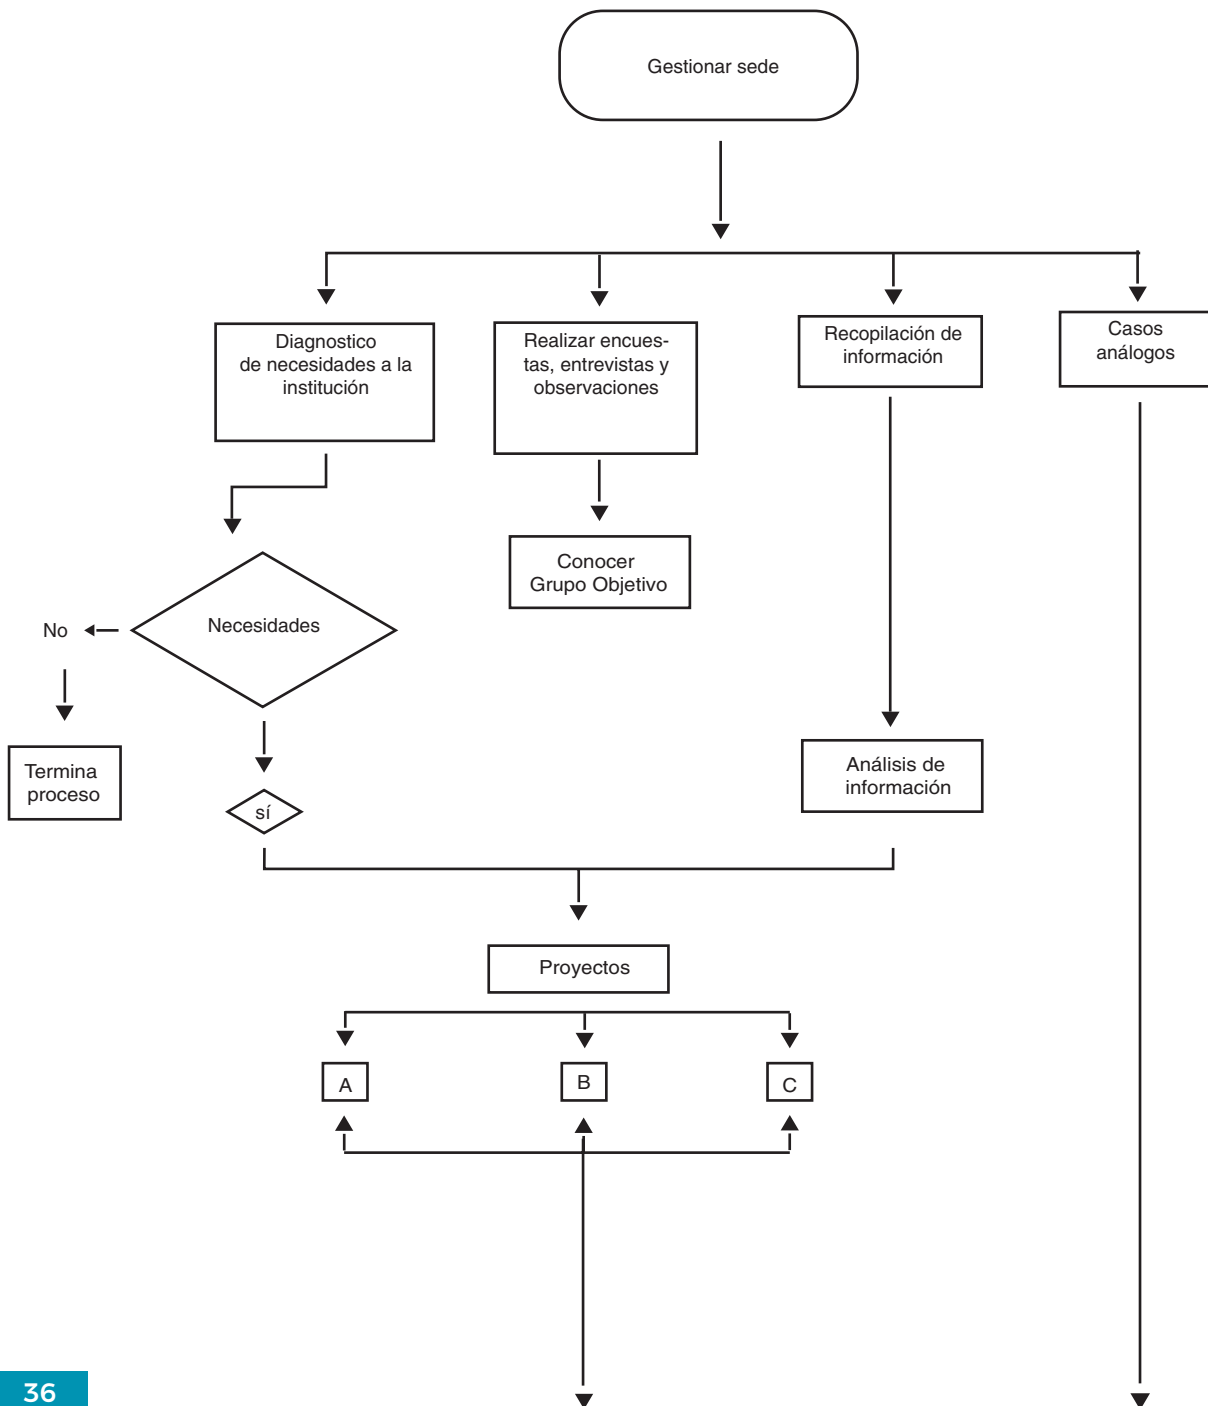 Gestionar sede
Diagnostico
de necesidades a la
institución
Realizar encues-
tas, entrevistas y
observaciones
Recopilación de
información
Casos
análogos
Conocer
Grupo Objetivo
Necesidades
No
Termina
proceso
sí
Análisis de
información
Proyectos
A
B
C
36